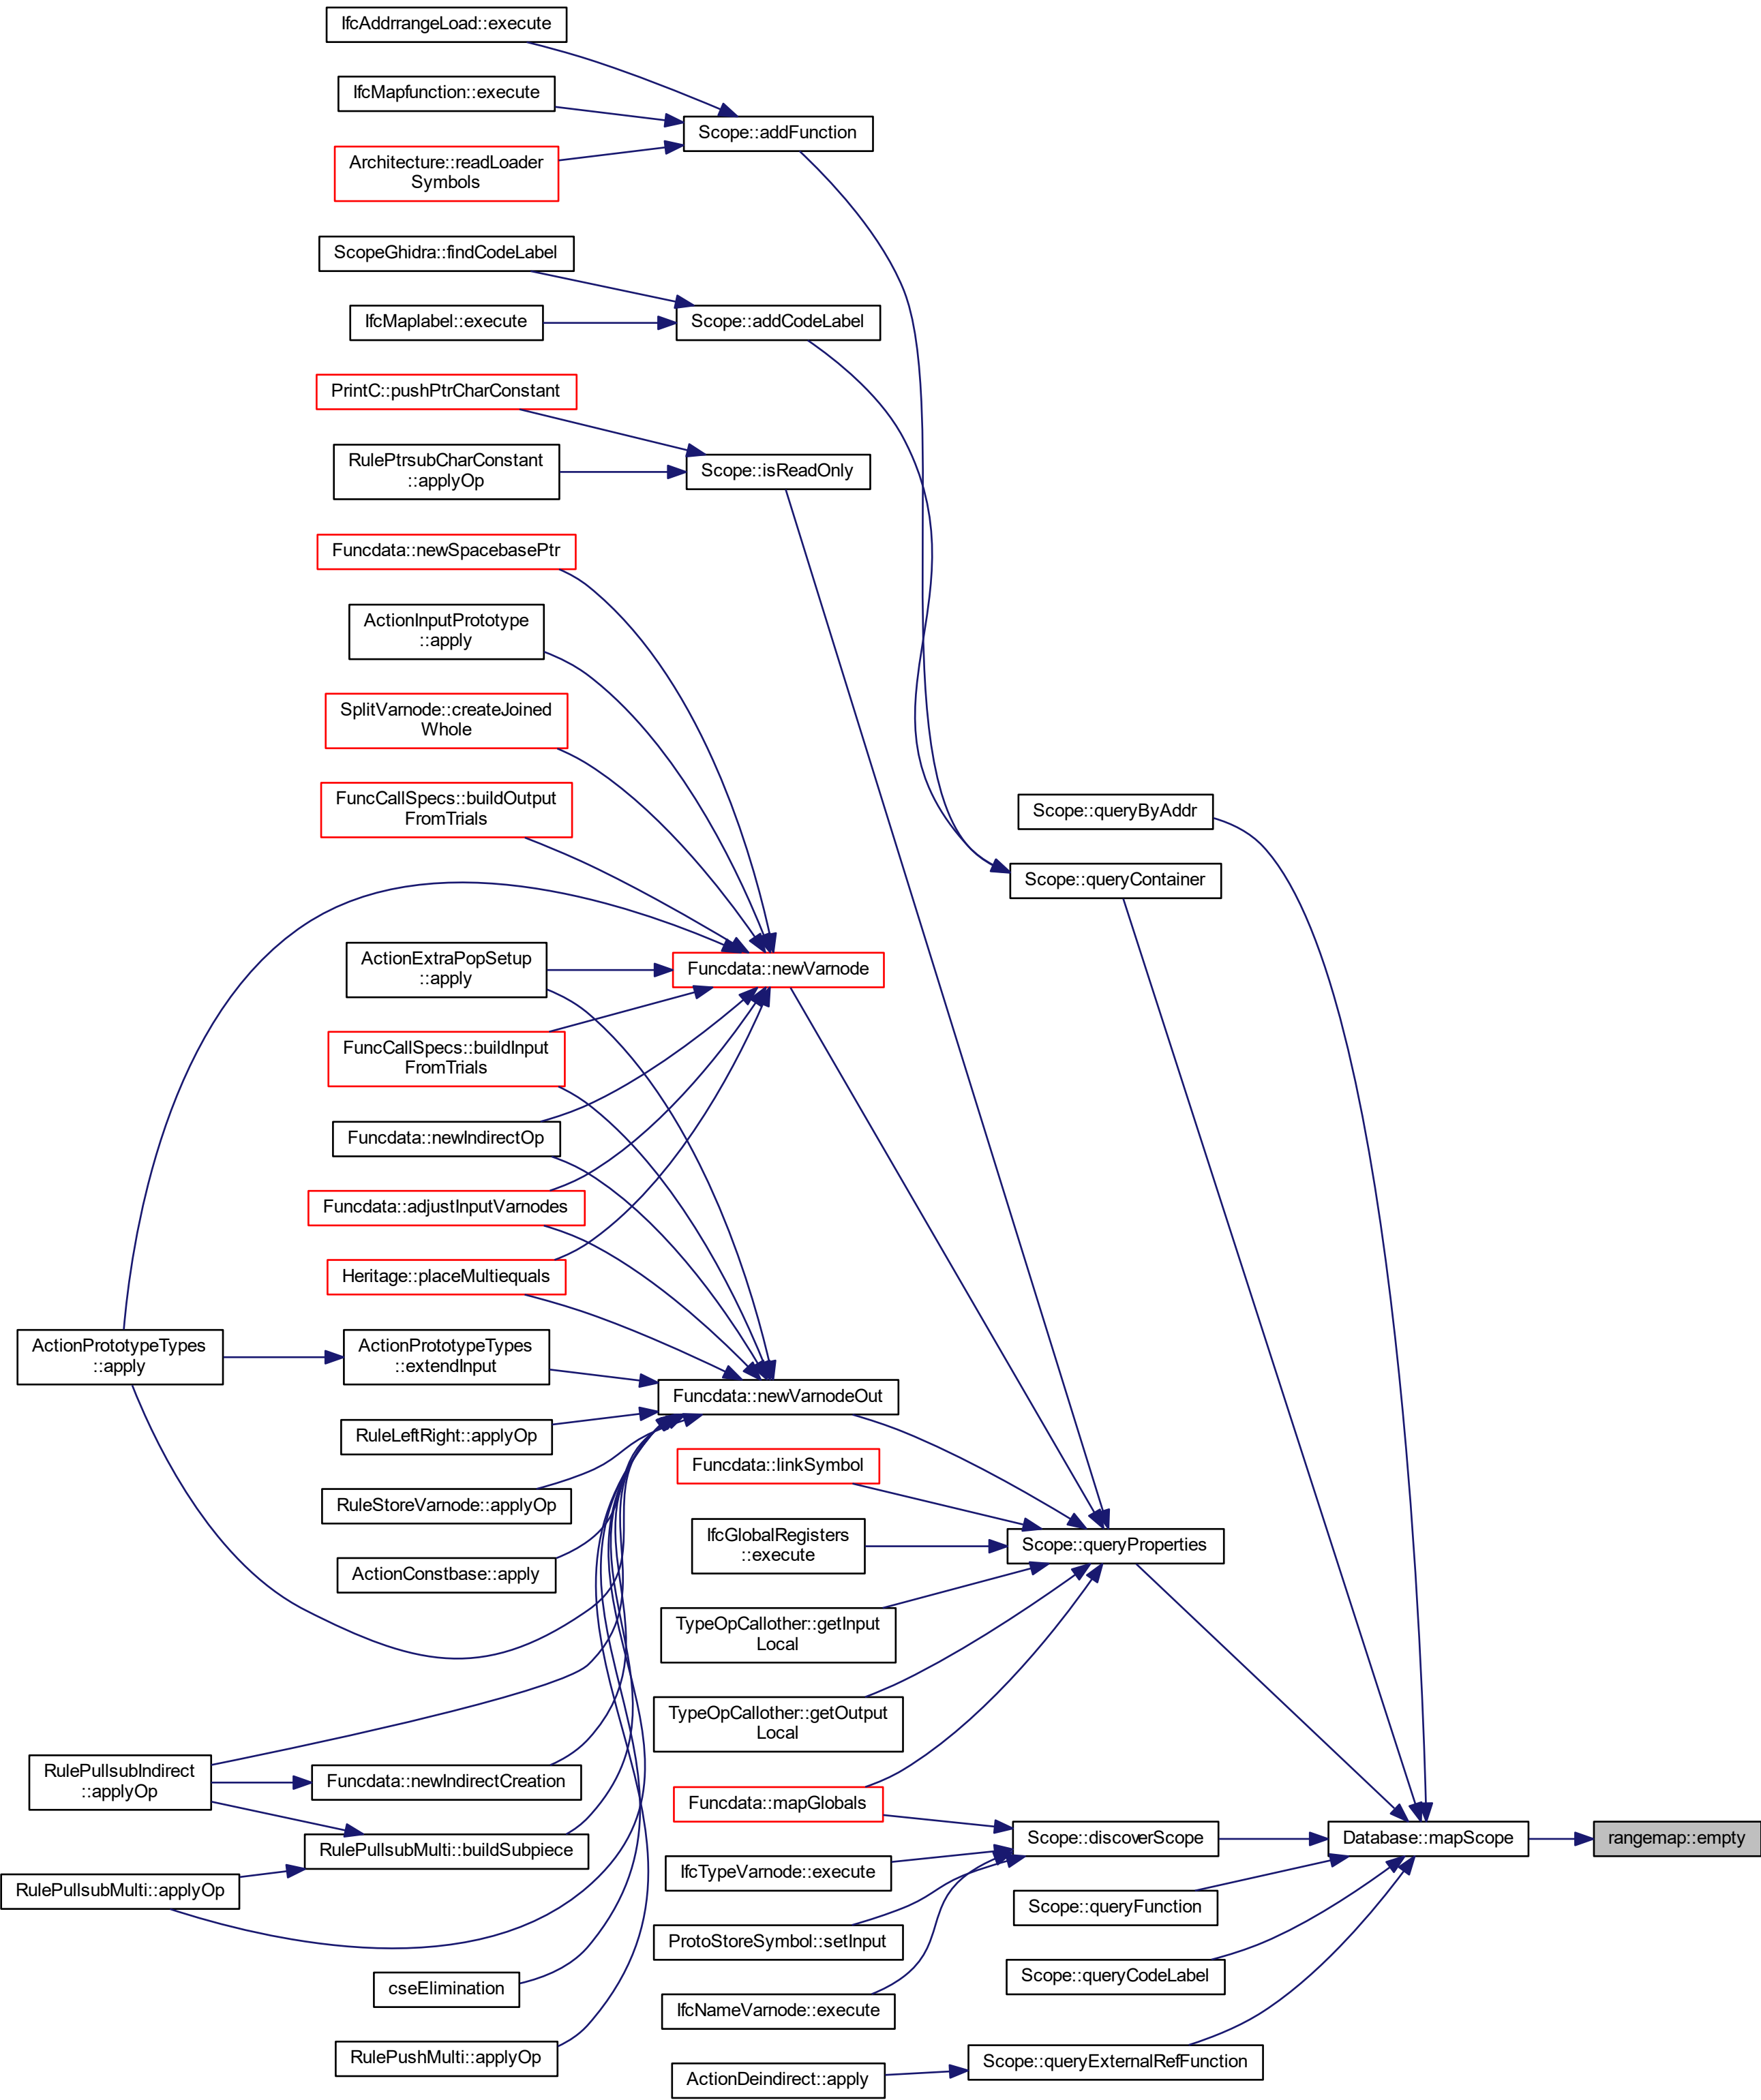 IfcAddrrangeLoad::execute
IfcMapfunction::execute
Scope::addFunction
Architecture::readLoader
Symbols
ScopeGhidra::findCodeLabel
IfcMaplabel::execute
Scope::addCodeLabel
PrintC::pushPtrCharConstant
RulePtrsubCharConstant
::applyOp
Scope::isReadOnly
Funcdata::newSpacebasePtr
ActionInputPrototype
::apply
SplitVarnode::createJoined
Whole
FuncCallSpecs::buildOutput
FromTrials
Scope::queryByAddr
Scope::queryContainer
ActionExtraPopSetup
::apply
Funcdata::newVarnode
FuncCallSpecs::buildInput
FromTrials
Funcdata::newIndirectOp
Funcdata::adjustInputVarnodes
Heritage::placeMultiequals
ActionPrototypeTypes
::apply
ActionPrototypeTypes
::extendInput
Funcdata::newVarnodeOut
RuleLeftRight::applyOp
Funcdata::linkSymbol
RuleStoreVarnode::applyOp
IfcGlobalRegisters
::execute
Scope::queryProperties
ActionConstbase::apply
TypeOpCallother::getInput
Local
TypeOpCallother::getOutput
Local
RulePullsubIndirect
::applyOp
Funcdata::newIndirectCreation
Funcdata::mapGlobals
Scope::discoverScope
Database::mapScope
rangemap::empty
RulePullsubMulti::buildSubpiece
IfcTypeVarnode::execute
RulePullsubMulti::applyOp
Scope::queryFunction
ProtoStoreSymbol::setInput
Scope::queryCodeLabel
cseElimination
IfcNameVarnode::execute
RulePushMulti::applyOp
Scope::queryExternalRefFunction
ActionDeindirect::apply